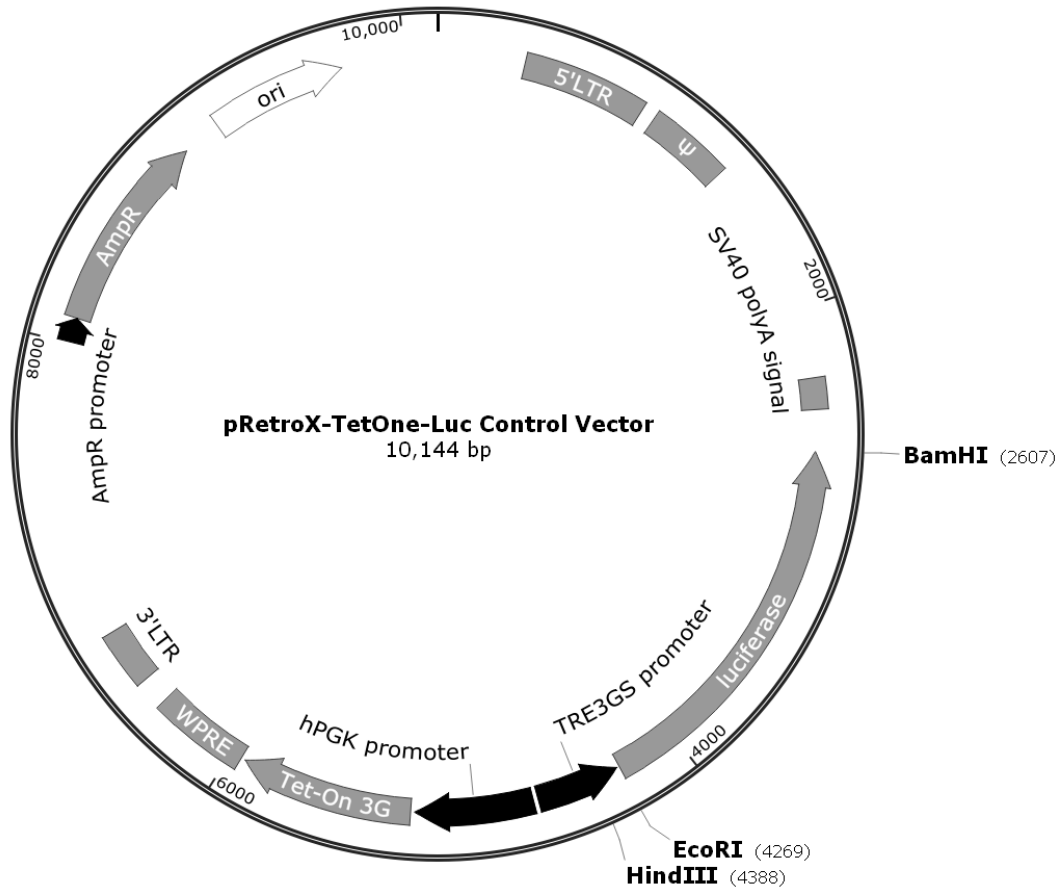 10,000
5'LTR
ψ
ori
AmpR
SV40 polyA signal
2000
8000
AmpR promoter
pRetroX-TetOne-Luc Control Vector
10,144 bp
BamHI (2607)
luciferase
TRE3GS promoter
3'LTR
hPGK promoter
WPRE
Tet-On 3G
4000
6000
EcoRI (4269)
HindIII (4388)